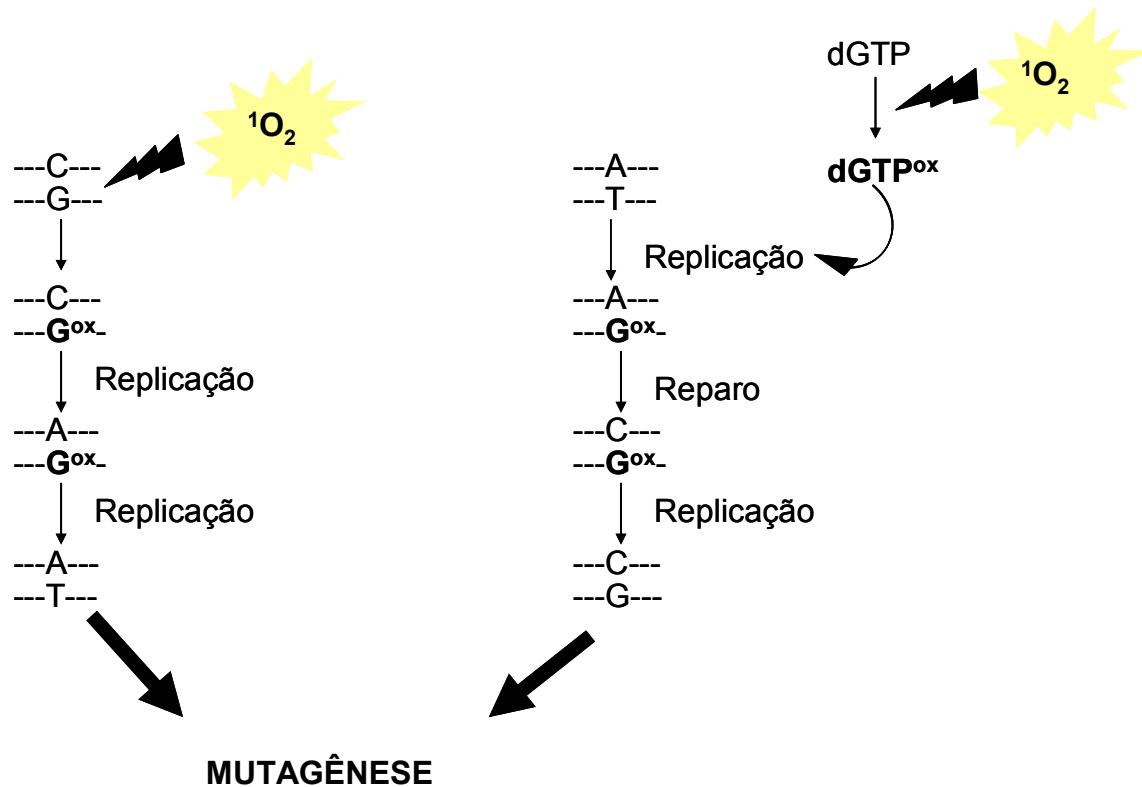 ¹O₂
---C---
---G---
---C---
---Gᵒˣ-
Replicação
---A---
---Gᵒˣ-
Replicação
---A---
---T---
dGTP
¹O₂
dGTPᵒˣ
---A---
---T---
Replicação
---A---
---Gᵒˣ-
Reparo
---C---
---Gᵒˣ-
Replicação
---C---
---G---
MUTAGÊNESE